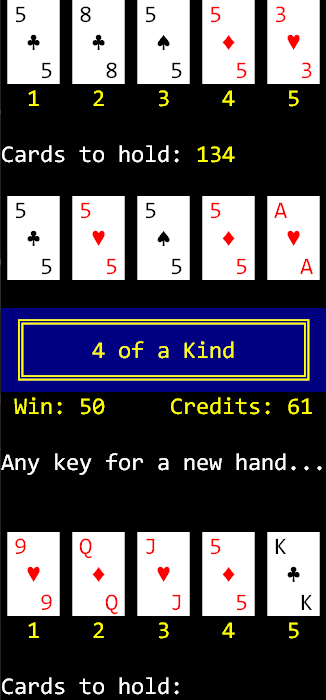 5 8 5 5 3
♣ ♣ ♠ ♦ ♥
5 8 5 5 3
1 2 3 4 5
Cards to hold: 134
5 5 5 5 A
♣ ♥ ♠ ♦ ♥
5 5 5 5 A
4 of a Kind
Win: 50 Credits: 61
Any key for a new hand...
9 Q J 5 K
♥ ♦ ♥ ♦ ♣
9 Q J 5 K
1 2 3 4 5
Cards to hold: